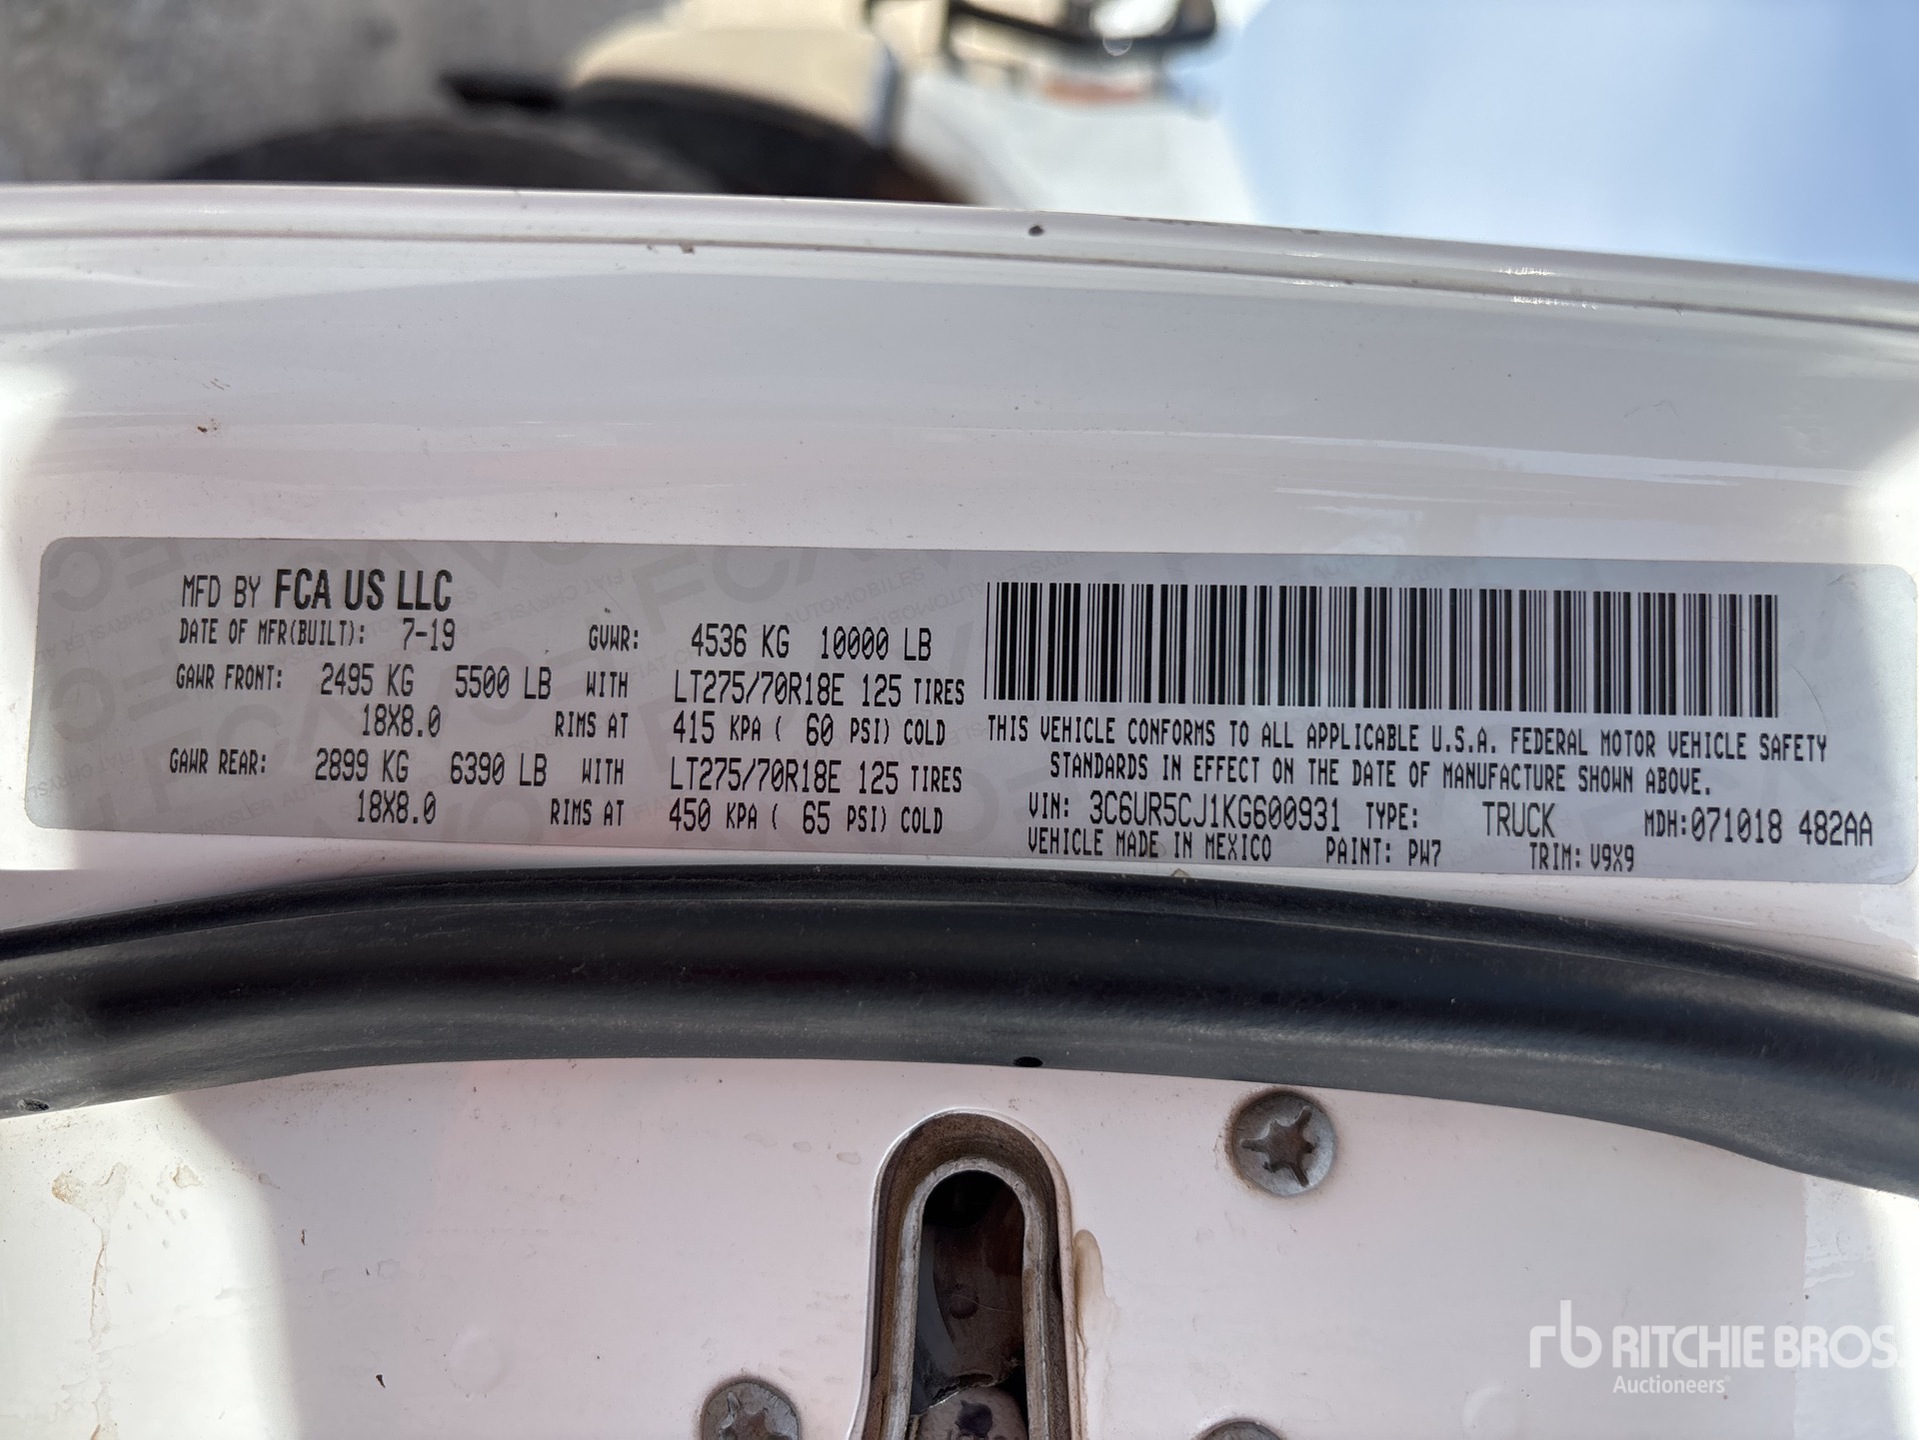 MFD BY FCA US LLC
DATE OF MFR(BUILT): 7-19 GVWR: 4536 KG 10000 LB
GAWR FRONT: 2495 KG 5500 LB WITH LT275/70R18E 125 TIRES
18X8.0 RIMS AT 415 KPA ( 60 PSI) COLD
GAWR REAR: 2899 KG 6390 LB WITH LT275/70R18E 125 TIRES
18X8.0 RIMS AT 450 KPA ( 65 PSI) COLD
THIS VEHICLE CONFORMS TO ALL APPLICABLE U.S.A. FEDERAL MOTOR VEHICLE SAFETY
STANDARDS IN EFFECT ON THE DATE OF MANUFACTURE SHOWN ABOVE.
VIN: 3C6UR5CJ1KG600931 TYPE: TRUCK MDH:071018 482AA
VEHICLE MADE IN MEXICO PAINT: PW7 TRIM: V9X9
rb RITCHIE BROS.
Auctioneers